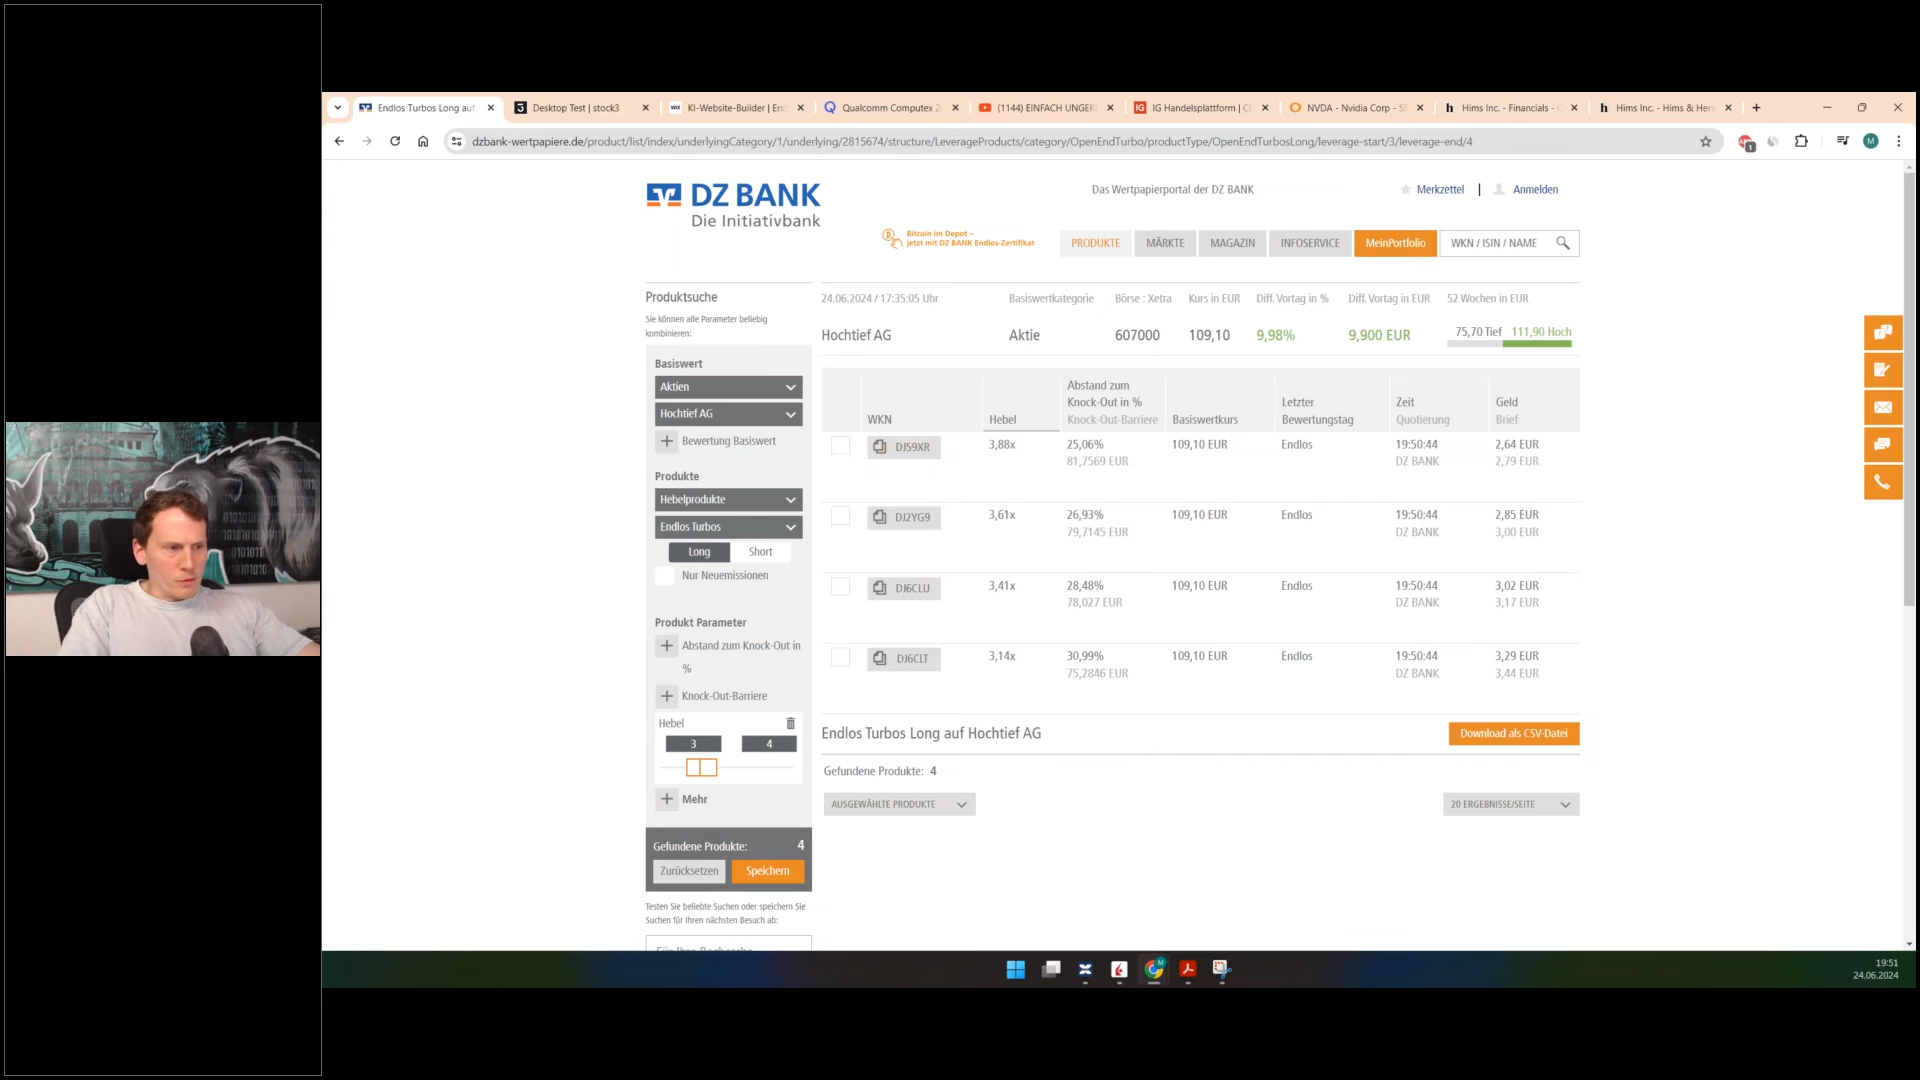 Endlos Turbos Long auf
Desktop Test | stock3
KI-Website-Builder | Erst
Qualcomm Computex 2
(1144) EINFACH UNGER
IG Handelsplattform | C
NVDA - Nvidia Corp - S
Hims Inc. - Financials -
Hims Inc. - Hims & Hers
dzbank-wertpapiere.de/product/list/index/underlyingCategory/1/underlying/2815674/structure/LeverageProducts/category/OpenEndTurbo/productType/OpenEndTurbosLong/leverage-start/3/leverage-end/4
DZ BANK
Die Initiativbank
Das Wertpapierportal der DZ BANK
Merkzettel | Anmelden
Bitcoin im Depot –
jetzt mit DZ BANK Endlos-Zertifikat
PRODUKTE MÄRKTE MAGAZIN INFOSERVICE MeinPortfolio WKN / ISIN / NAME
Produktsuche
Sie können alle Parameter beliebig
kombinieren:
Basiswert
Aktien
Hochtief AG
Bewertung Basiswert
Produkte
Hebelprodukte
Endlos Turbos
Long Short
Nur Neuemissionen
Produkt Parameter
Abstand zum Knock-Out in
%
Knock-Out-Barriere
Hebel
3 4
Mehr
Gefundene Produkte: 4
Zurücksetzen Speichern
Testen Sie beliebte Suchen oder speichern Sie
Suchen für Ihren nächsten Besuch ab:
24.06.2024 / 17:35:05 Uhr Basiswertkategorie Börse : Xetra Kurs in EUR Diff. Vortag in % Diff. Vortag in EUR 52 Wochen in EUR
Hochtief AG Aktie 607000 109,10 9,98% 9,900 EUR 75,70 Tief 111,90 Hoch
WKN Hebel Abstand zum Knock-Out in % Knock-Out-Barriere Basiswertkurs Letzter Bewertungstag Zeit Quotierung Geld Brief
DJ59XR 3,88x 25,06% 109,10 EUR Endlos 19:50:44 2,64 EUR
81,7569 EUR DZ BANK 2,79 EUR
DJ2YG9 3,61x 26,93% 109,10 EUR Endlos 19:50:44 2,85 EUR
79,7145 EUR DZ BANK 3,00 EUR
DJ6CLU 3,41x 28,48% 109,10 EUR Endlos 19:50:44 3,02 EUR
78,027 EUR DZ BANK 3,17 EUR
DJ6CLT 3,14x 30,99% 109,10 EUR Endlos 19:50:44 3,29 EUR
75,2846 EUR DZ BANK 3,44 EUR
Endlos Turbos Long auf Hochtief AG
Download als CSV-Datei
Gefundene Produkte: 4
AUSGEWÄHLTE PRODUKTE
20 ERGEBNISSE/SEITE
19:51
24.06.2024